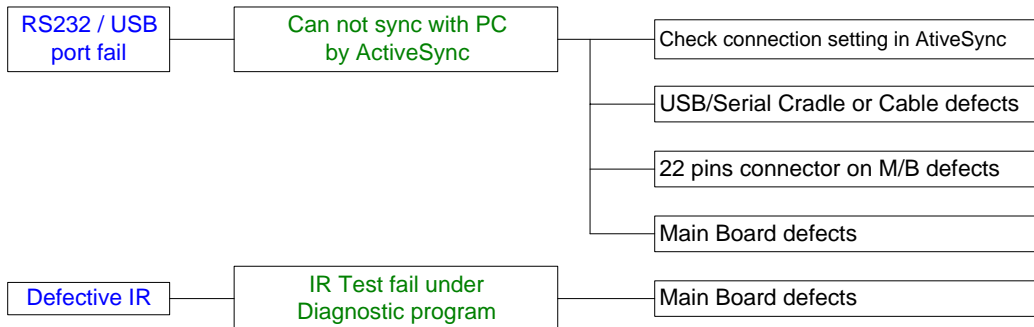 RS232 / USB
port fail
Can not sync with PC
by ActiveSync
Check connection setting in AtiveSync
USB/Serial Cradle or Cable defects
22 pins connector on M/B defects
Main Board defects
Defective IR
IR Test fail under
Diagnostic program
Main Board defects